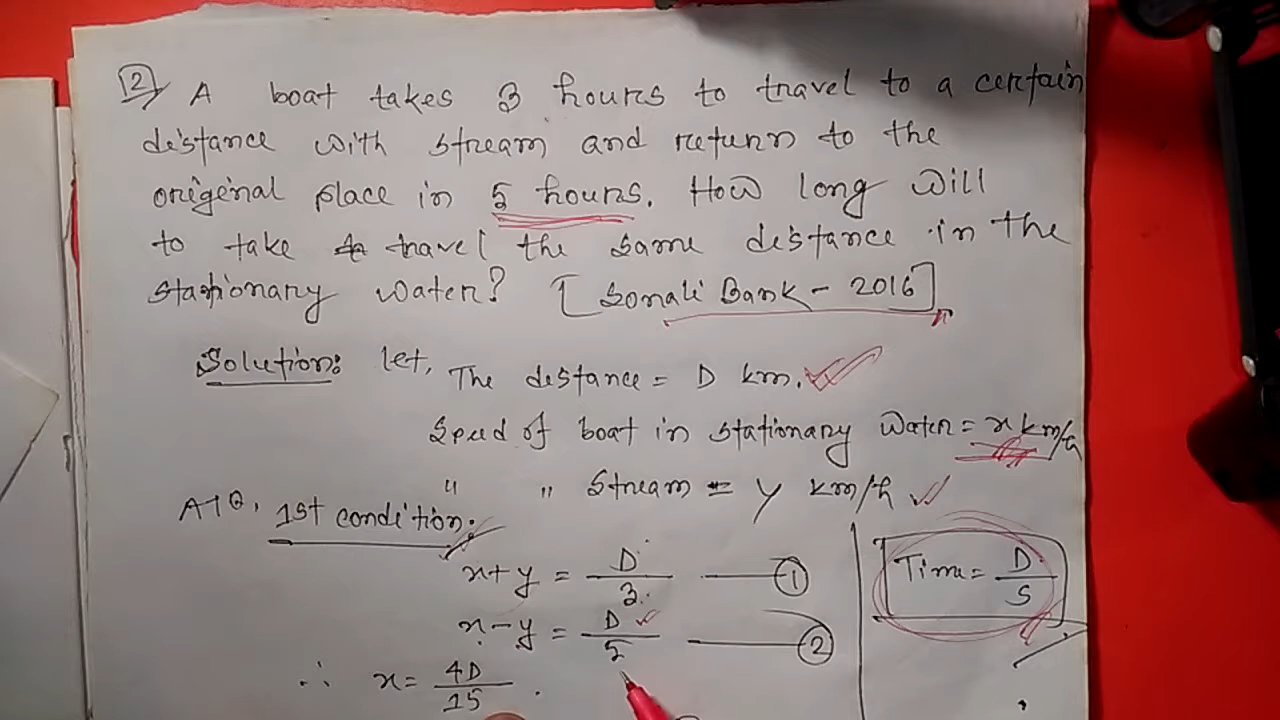 2) A boat takes 3 hours to travel to a certain
distance with stream and return to the
original place in 5 hours. How long will
to take travel the same distance in the
stationary water? [Sonali Bank - 2016]
Solution: let, The distance = D km.
Speed of boat in stationary water = x km/h
" " Stream = y km/h
ATQ, 1st condition.
x+y = D/3 — ①
x-y = D/5 — ②
∴ x = 4D/15
Time = D/S